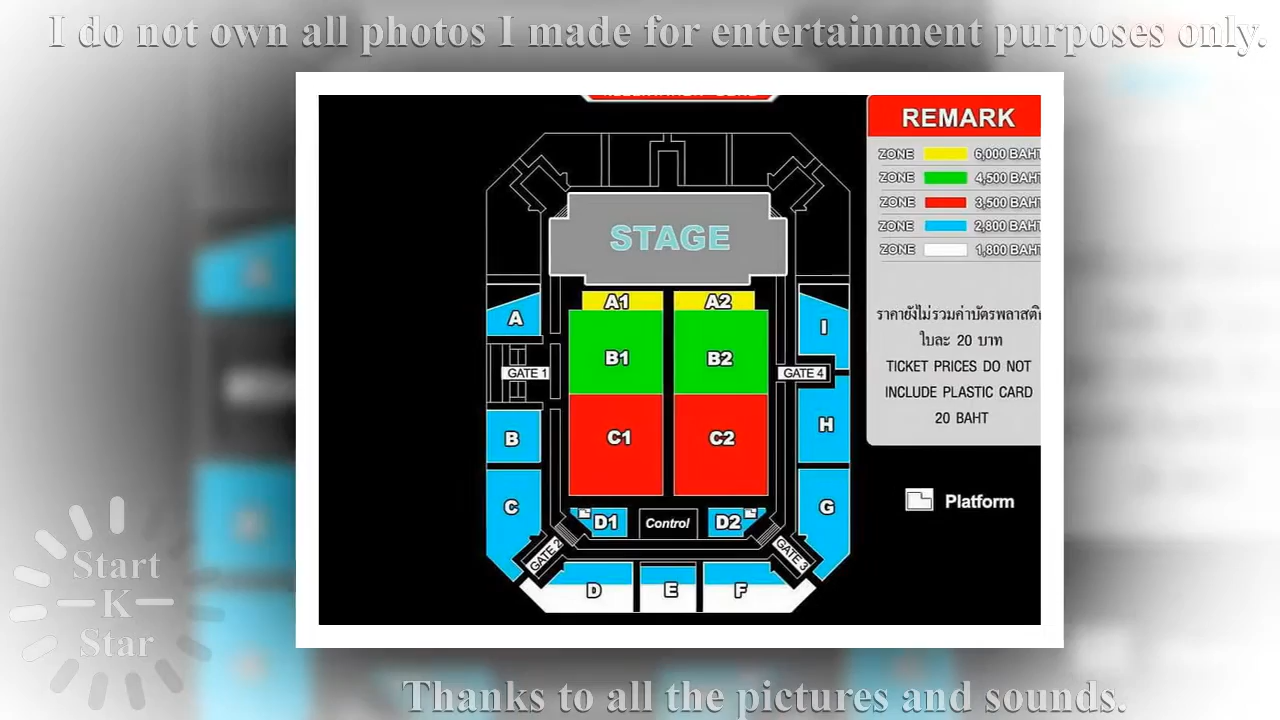 I do not own all photos I made for entertainment purposes only.
REMARK
ZONE 6,000 BAHT
ZONE 4,500 BAHT
ZONE 3,500 BAHT
ZONE 2,800 BAHT
ZONE 1,800 BAHT
STAGE
A1 A2
A I
B1 B2
GATE 1 GATE 4
ราคายังไม่รวมค่าบัตรพลาสติก
ใบละ 20 บาท
TICKET PRICES DO NOT
INCLUDE PLASTIC CARD
20 BAHT
B C1 C2 H
C G
D1 Control D2
Platform
GATE 2 GATE 3
D E F
Start
K
Star
Thanks to all the pictures and sounds.